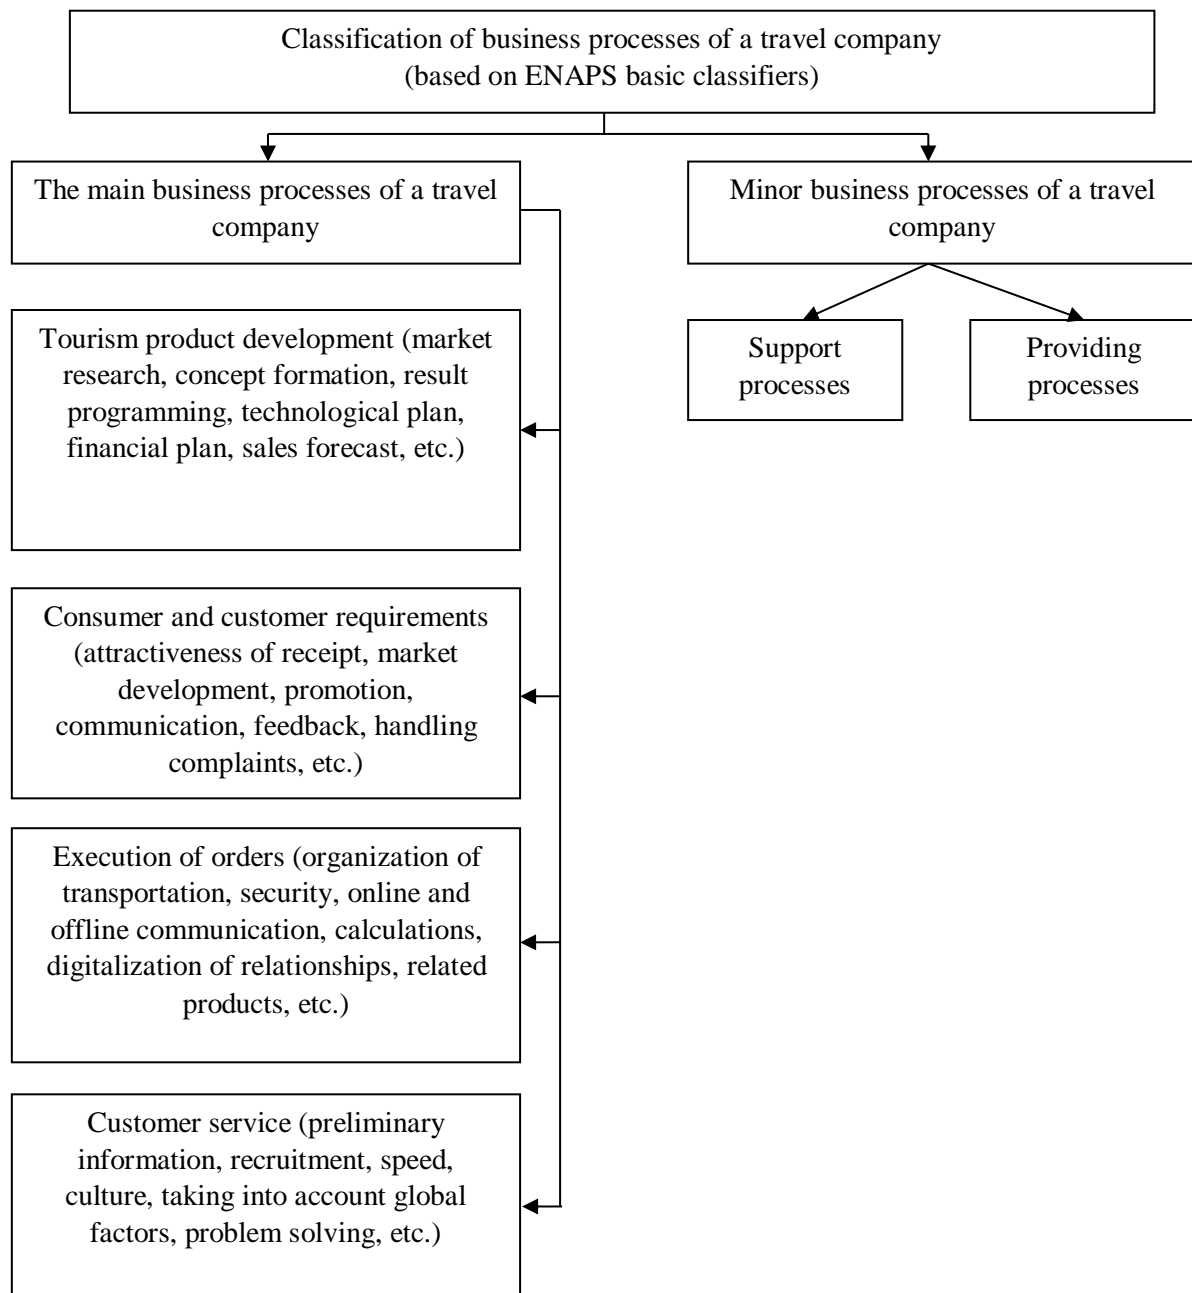 Classification of business processes of a travel company
(based on ENAPS basic classifiers)
The main business processes of a travel
company
Minor business processes of a travel
company
Tourism product development (market
research, concept formation, result
programming, technological plan,
financial plan, sales forecast, etc.)
Support
processes
Providing
processes
Consumer and customer requirements
(attractiveness of receipt, market
development, promotion,
communication, feedback, handling
complaints, etc.)
Execution of orders (organization of
transportation, security, online and
offline communication, calculations,
digitalization of relationships, related
products, etc.)
Customer service (preliminary
information, recruitment, speed,
culture, taking into account global
factors, problem solving, etc.)